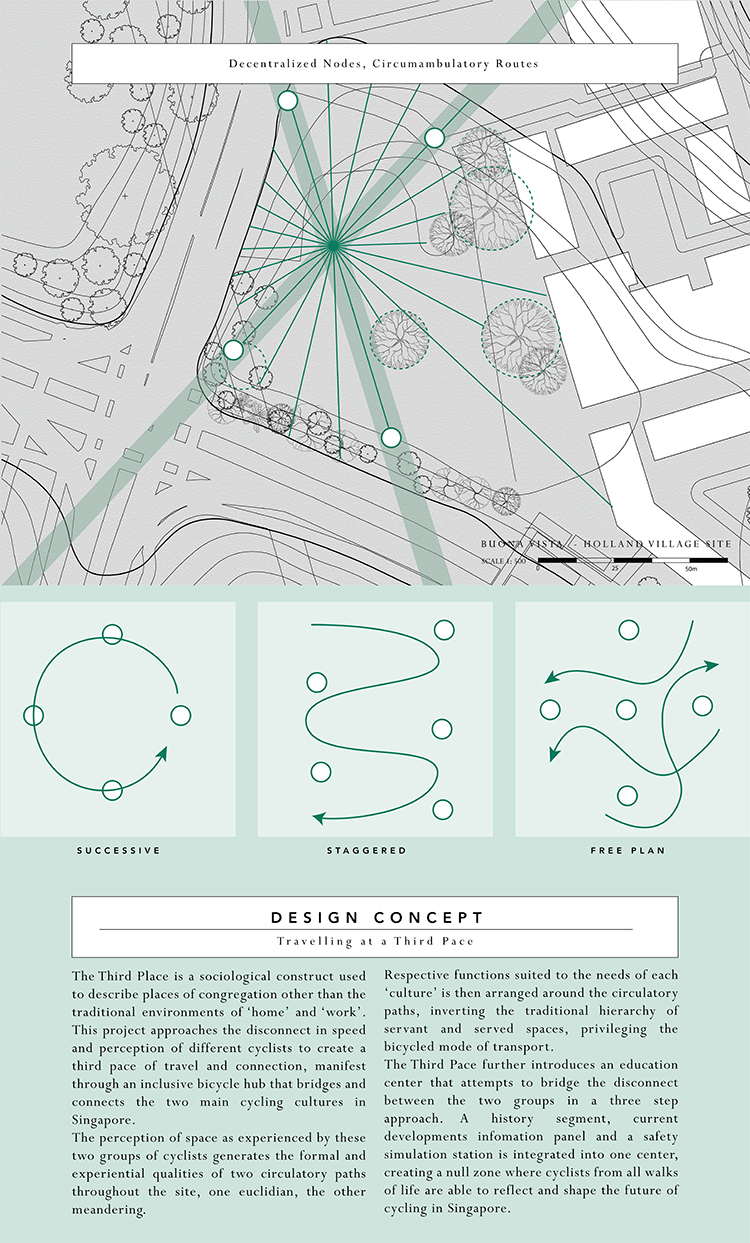 Decentralized Nodes, Circumambulatory Routes
BUONA VISTA - HOLLAND VILLAGE SITE
SCALE 1: 500
0 25 50m
SUCCESSIVE
STAGGERED
FREE PLAN
DESIGN CONCEPT
Travelling at a Third Pace
The Third Place is a sociological construct used
to describe places of congregation other than the
traditional environments of ‘home’ and ‘work’.
This project approaches the disconnect in speed
and perception of different cyclists to create a
third pace of travel and connection, manifest
through an inclusive bicycle hub that bridges and
connects the two main cycling cultures in
Singapore.
The perception of space as experienced by these
two groups of cyclists generates the formal and
experiential qualities of two circulatory paths
throughout the site, one euclidian, the other
meandering.
Respective functions suited to the needs of each
‘culture’ is then arranged around the circulatory
paths, inverting the traditional hierarchy of
servant and served spaces, privileging the
bicycled mode of transport.
The Third Pace further introduces an education
center that attempts to bridge the disconnect
between the two groups in a three step
approach. A history segment, current
developments infomation panel and a safety
simulation station is integrated into one center,
creating a null zone where cyclists from all walks
of life are able to reflect and shape the future of
cycling in Singapore.